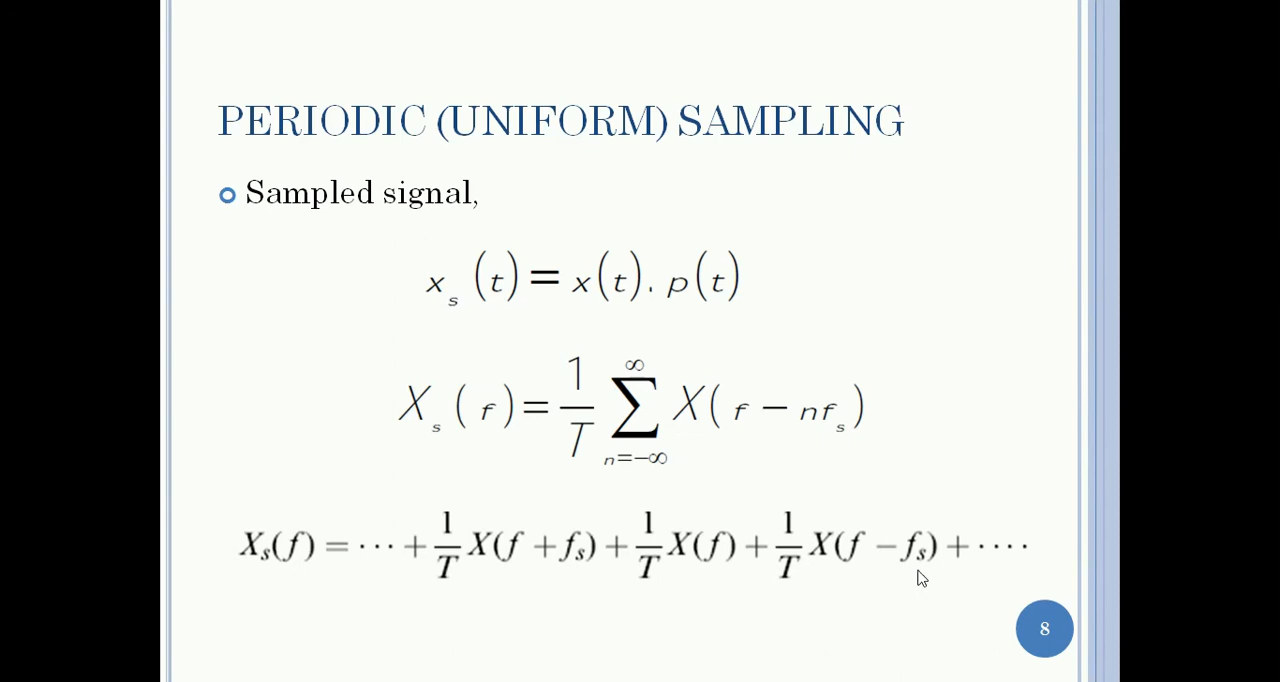 PERIODIC (UNIFORM) SAMPLING
Sampled signal,
x_s (t) = x(t). p(t)
X_s (f) = 1/T ∑_{n=-∞}^{∞} X(f − nf_s)
X_s(f) = ··· + 1/T X(f + f_s) + 1/T X(f) + 1/T X(f − f_s) + ····
8